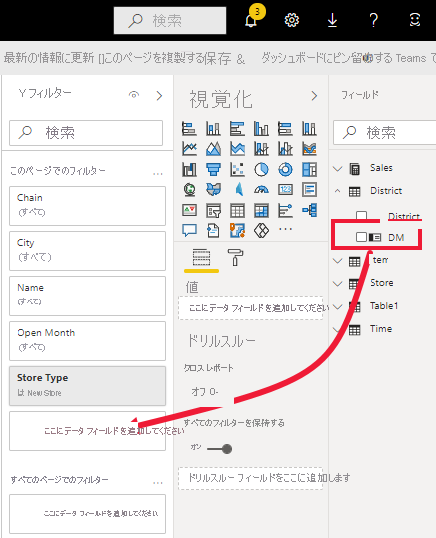 検索
3
?
最新の情報に更新 []このページを複製する保存 &
ダッシュボードにピン留めする Teams で
Y フィルター
検索
このページでのフィルター
...
Chain
(すべて)
City
(すべて)
Name
(すべて)
Open Month
(すべて)
Store Type
は New Store
ここにデータ フィールドを追加してください
すべてのページでのフィルター
...
ここにデータ フィールドを追加してください
視覚化
値
ここにデータ フィールドを追加してください
ドリルスルー
クロス レポート
オフ 0-
すべてのフィルターを保持する
オン
ドリルスルー フィールドをここに追加します
フィールド
検索
Sales
District
District
DM
Item
Store
Table1
Time